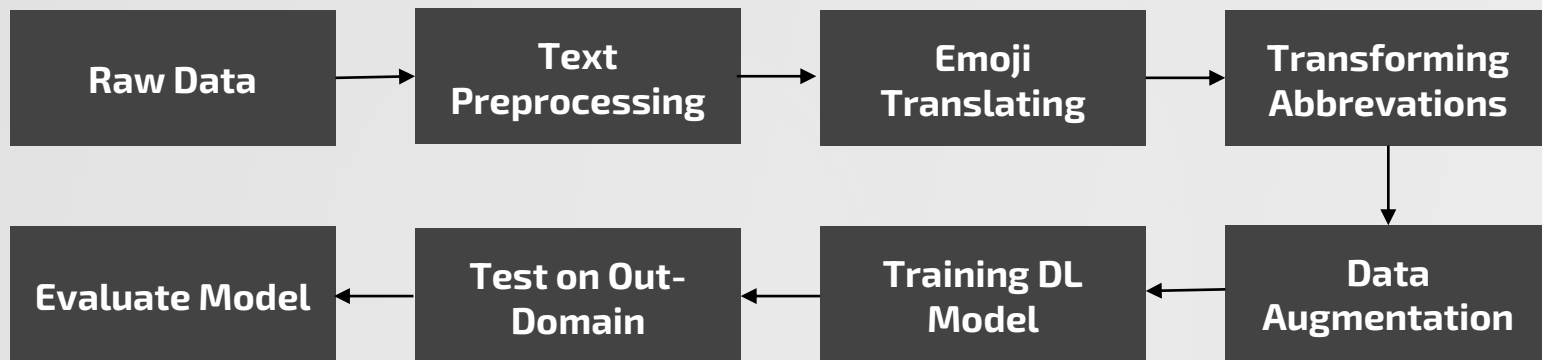 Raw Data
Text
Preprocessing
Emoji
Translating
Transforming
Abbrevations
Data
Augmentation
Training DL
Model
Test on Out-
Domain
Evaluate Model